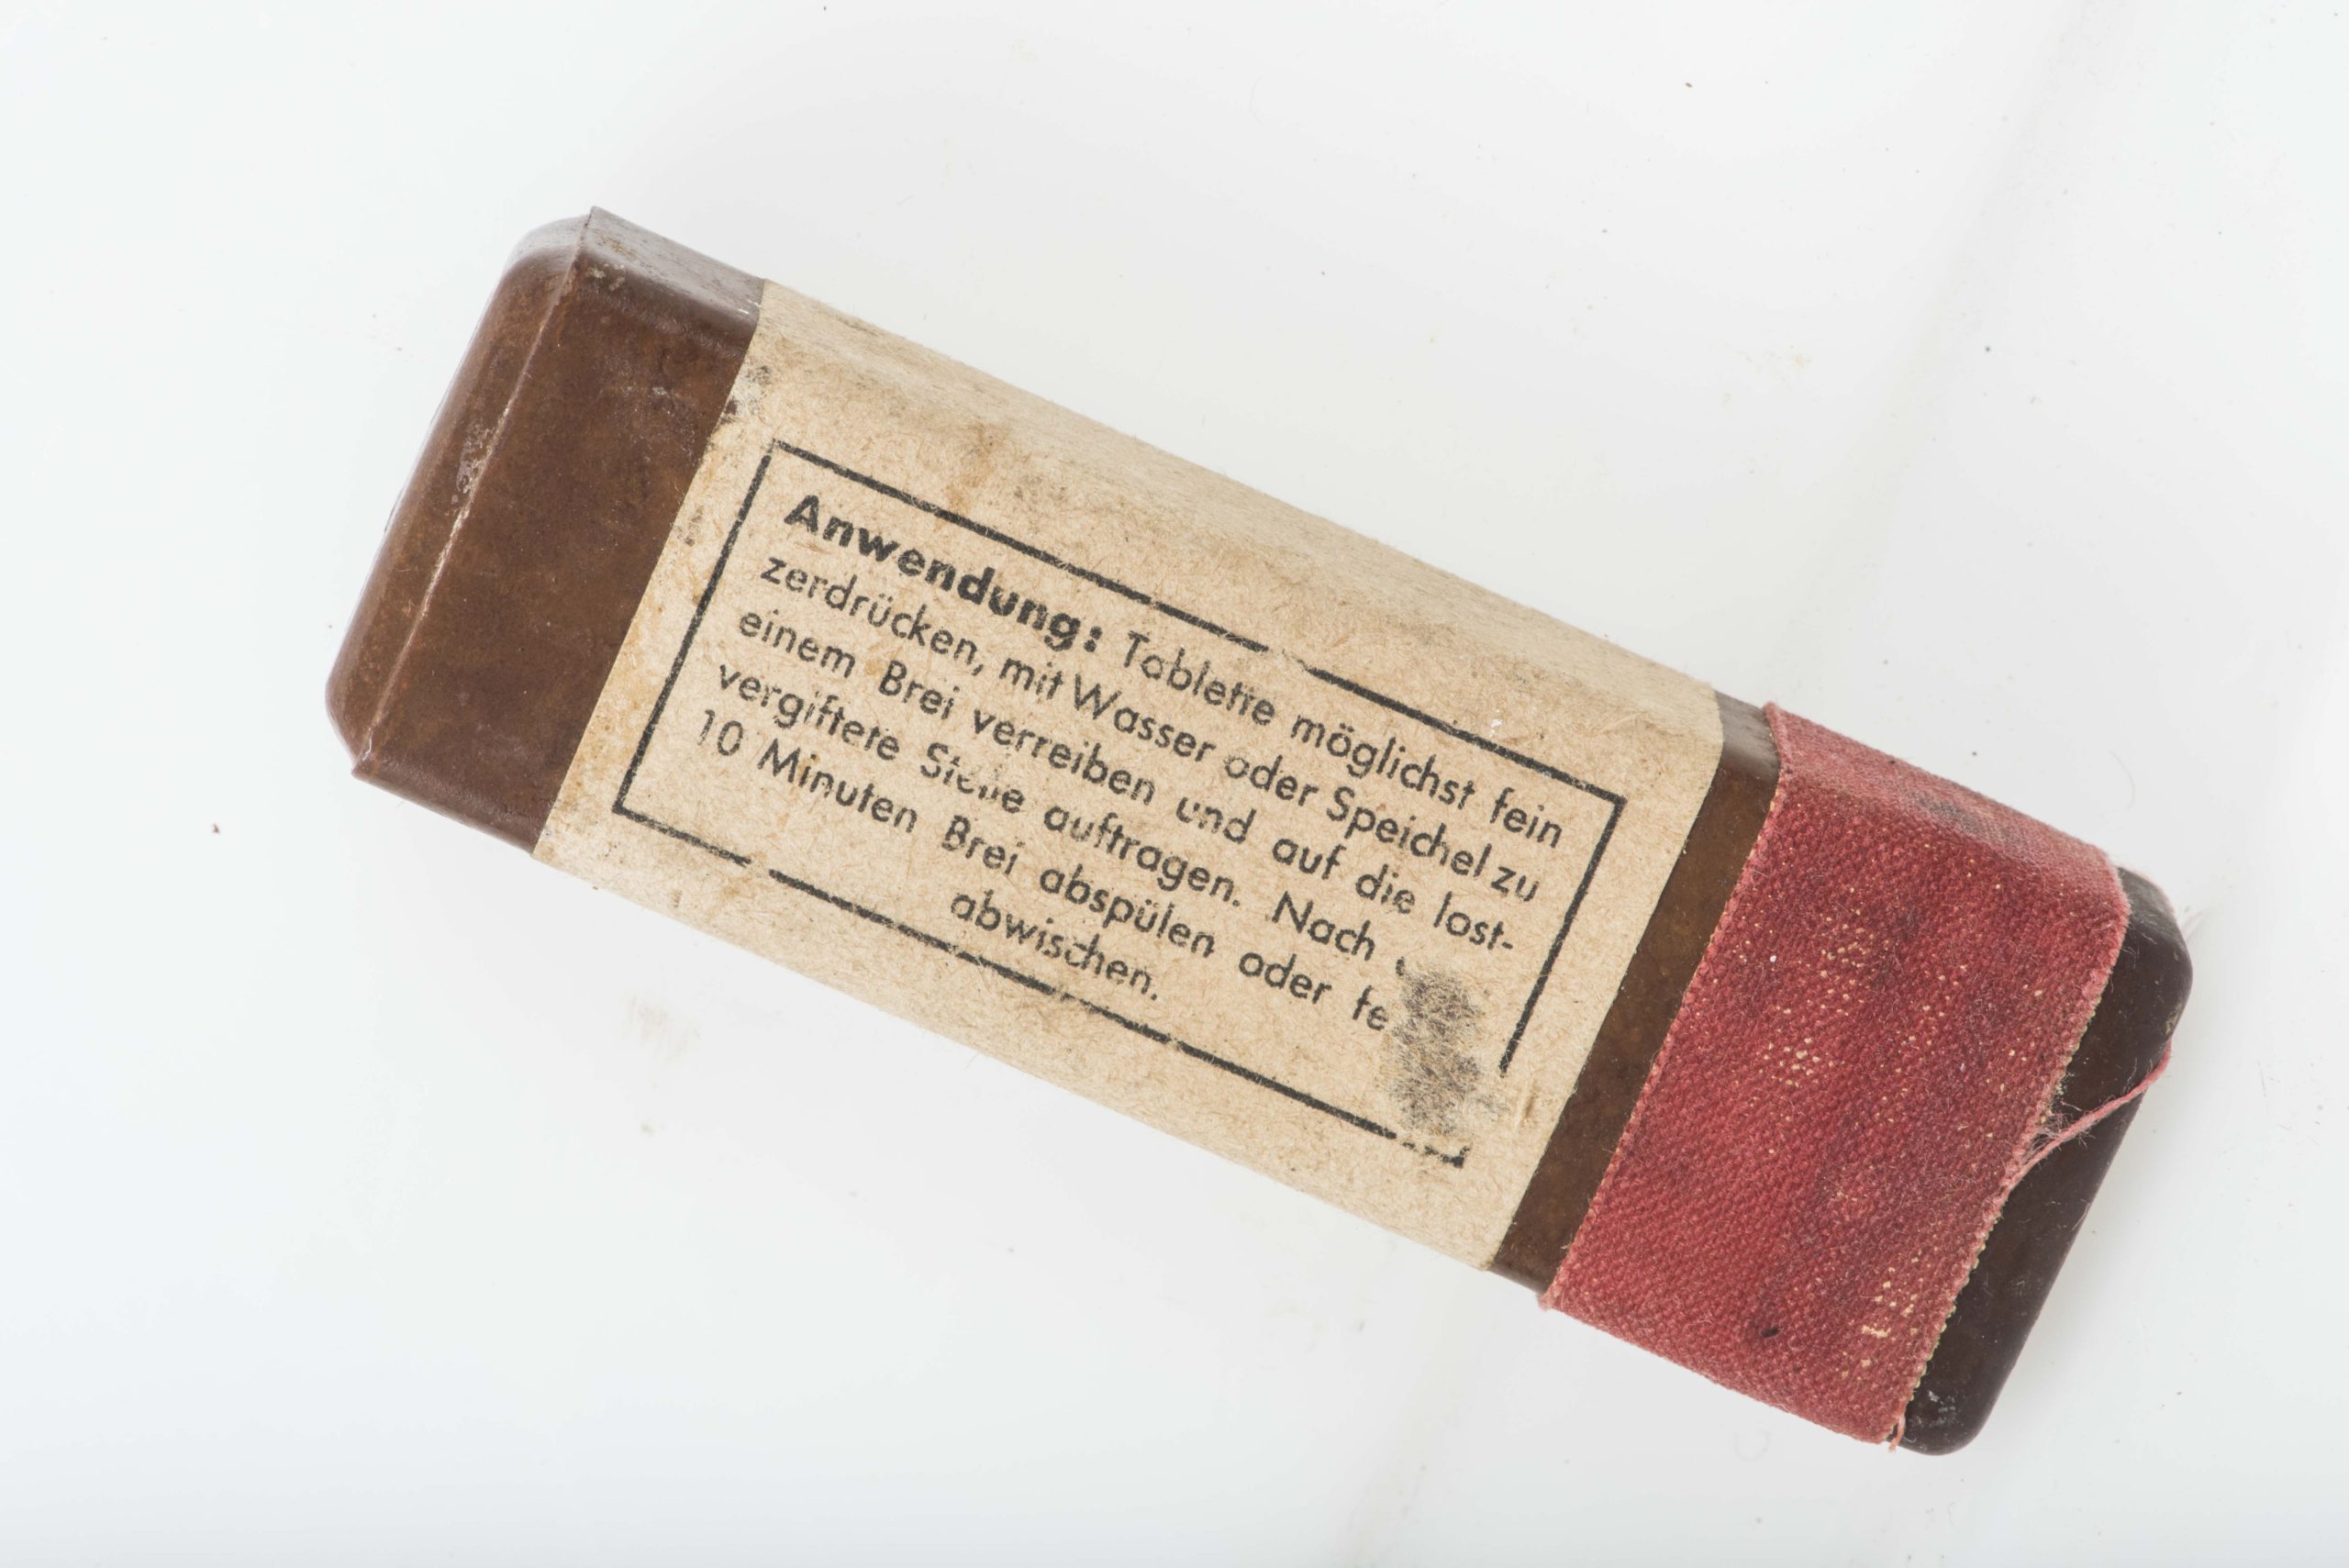 Anwendung: Tablette möglichst fein
zerdrücken, mit Wasser oder Speichel zu
einem Brei verreiben und auf die lost-
vergiftete Stelle auftragen. Nach
10 Minuten Brei abspülen oder
abwischen.